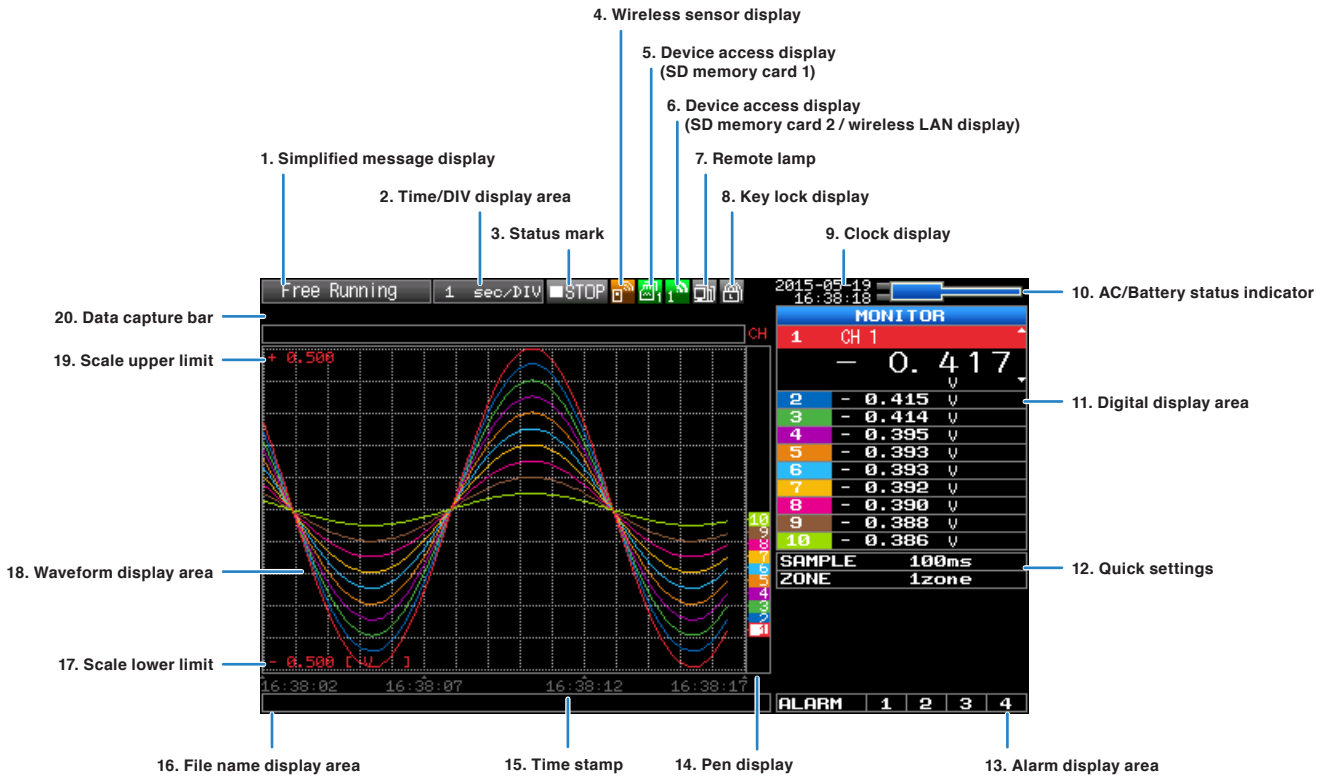 4. Wireless sensor display
5. Device access display
(SD memory card 1)
6. Device access display
(SD memory card 2 / wireless LAN display)
1. Simplified message display
7. Remote lamp
2. Time/DIV display area
8. Key lock display
3. Status mark
9. Clock display
Free Running
1 sec/DIV
STOP
1
1
2015-05-19
16:38:18
10. AC/Battery status indicator
20. Data capture bar
MONITOR
CH
1 CH 1
19. Scale upper limit
+ 0.500
- 0.417
V
2 - 0.415 V
11. Digital display area
3 - 0.414 V
4 - 0.395 V
5 - 0.393 V
6 - 0.393 V
7 - 0.392 V
8 - 0.390 V
9 - 0.388 V
10 - 0.386 V
10
9
8
7
6
5
4
3
2
1
SAMPLE 100ms
12. Quick settings
ZONE 1zone
18. Waveform display area
17. Scale lower limit
- 0.500 [ V ]
16:38:02 16:38:07 16:38:12 16:38:17
ALARM 1 2 3 4
16. File name display area
15. Time stamp
14. Pen display
13. Alarm display area